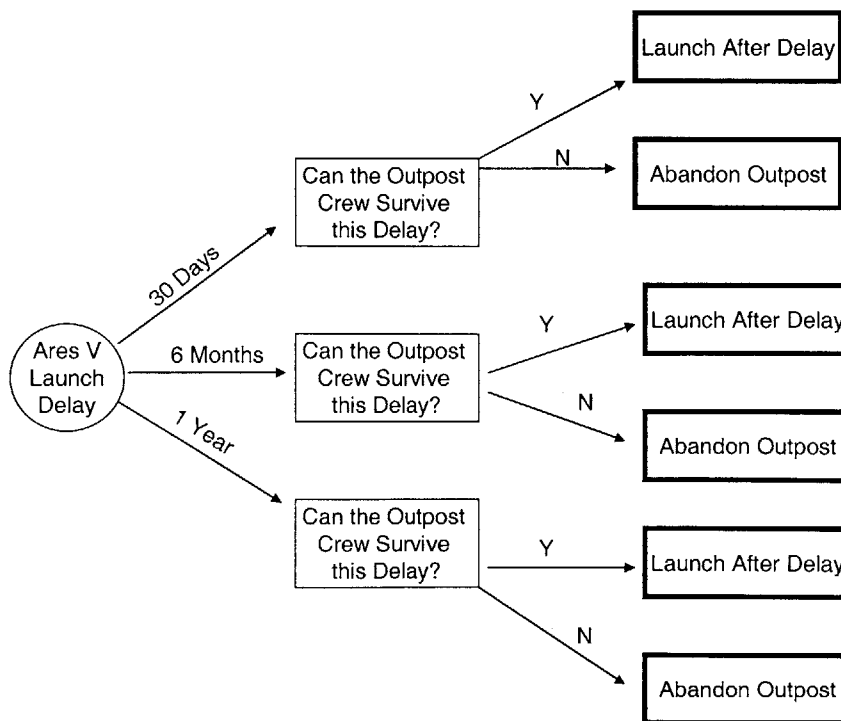 Launch After Delay
Y
N
Can the Outpost
Crew Survive
this Delay?
Abandon Outpost
30 Days
Ares V
Launch
Delay
6 Months
Can the Outpost
Crew Survive
this Delay?
Y
Launch After Delay
N
Abandon Outpost
1 Year
Can the Outpost
Crew Survive
this Delay?
Y
Launch After Delay
N
Abandon Outpost